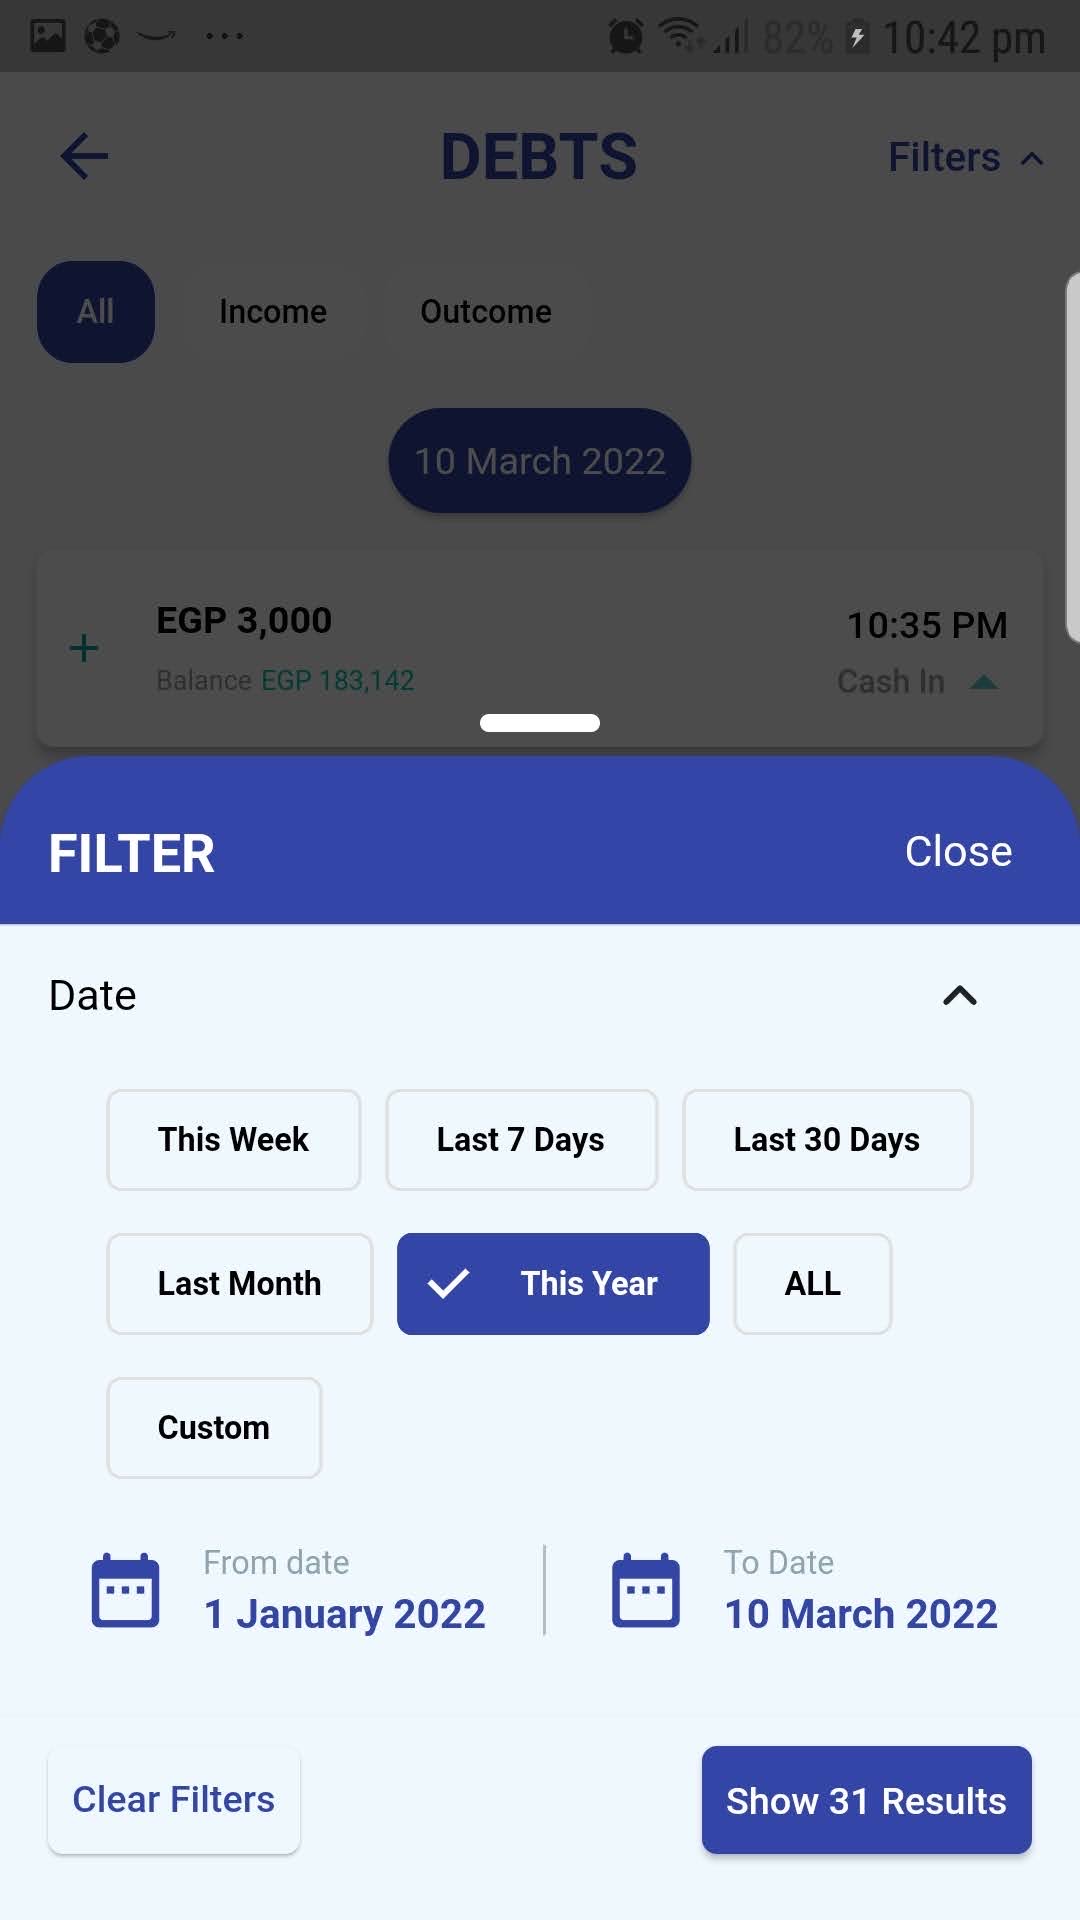 82% 10:42 pm
DEBTS
Filters
All Income Outcome
10 March 2022
EGP 3,000
10:35 PM
Balance EGP 183,142
Cash In
FILTER
Close
Date
This Week Last 7 Days Last 30 Days
Last Month This Year ALL
Custom
From date
1 January 2022
To Date
10 March 2022
Clear Filters
Show 31 Results